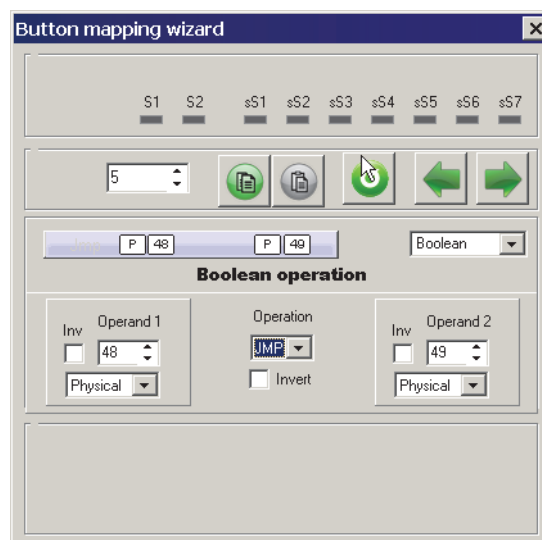 Button mapping wizard
S1 S2 sS1 sS2 sS3 sS4 sS5 sS6 sS7
5
Jmp P 48 P 49 Boolean
Boolean operation
Operand 1 Operation Operand 2
Inv 48 JMP Inv 49
Physical Invert Physical